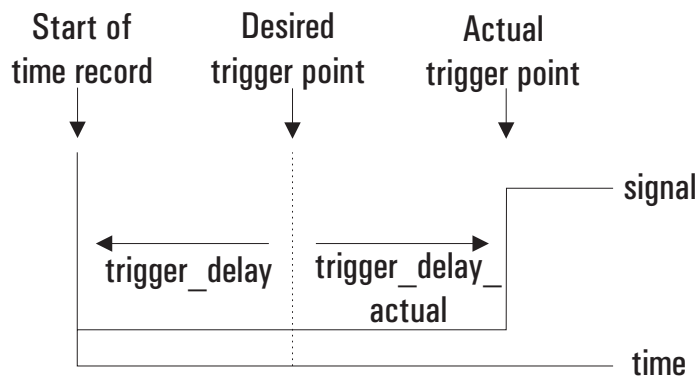 Start of
time record
Desired
trigger point
Actual
trigger point
signal
trigger_delay
trigger_delay_
actual
time